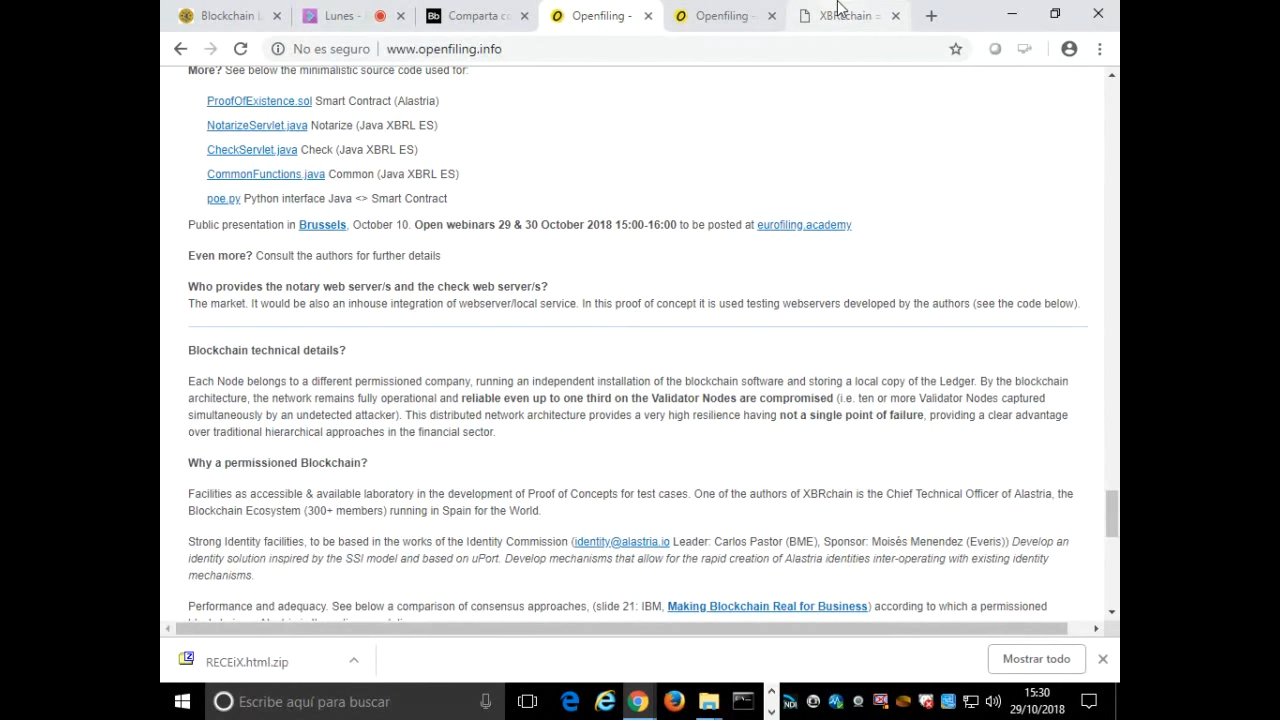 Blockchain L
Lunes -
Comparta co
Openfiling -
Openfiling -
XBRchain =
No es seguro
www.openfiling.info
More? See below the minimalistic source code used for:
ProofOfExistence.sol Smart Contract (Alastria)
NotarizeServlet.java Notarize (Java XBRL ES)
CheckServlet.java Check (Java XBRL ES)
CommonFunctions.java Common (Java XBRL ES)
poe.py Python interface Java <> Smart Contract
Public presentation in Brussels, October 10. Open webinars 29 & 30 October 2018 15:00-16:00 to be posted at eurofiling.academy
Even more? Consult the authors for further details
Who provides the notary web server/s and the check web server/s?
The market. It would be also an inhouse integration of webserver/local service. In this proof of concept it is used testing webservers developed by the authors (see the code below).
Blockchain technical details?
Each Node belongs to a different permissioned company, running an independent installation of the blockchain software and storing a local copy of the Ledger. By the blockchain
architecture, the network remains fully operational and reliable even up to one third on the Validator Nodes are compromised (i.e. ten or more Validator Nodes captured
simultaneously by an undetected attacker). This distributed network architecture provides a very high resilience having not a single point of failure, providing a clear advantage
over traditional hierarchical approaches in the financial sector.
Why a permissioned Blockchain?
Facilities as accessible & available laboratory in the development of Proof of Concepts for test cases. One of the authors of XBRchain is the Chief Technical Officer of Alastria, the
Blockchain Ecosystem (300+ members) running in Spain for the World.
Strong Identity facilities, to be based in the works of the Identity Commission (identity@alastria.io Leader: Carlos Pastor (BME), Sponsor: Moisés Menendez (Everis)) Develop an
identity solution inspired by the SSI model and based on uPort. Develop mechanisms that allow for the rapid creation of Alastria identities inter-operating with existing identity
mechanisms.
Performance and adequacy. See below a comparison of consensus approaches, (slide 21: IBM, Making Blockchain Real for Business) according to which a permissioned
RECEiX.html.zip
Mostrar todo
Escribe aquí para buscar
15:30
29/10/2018